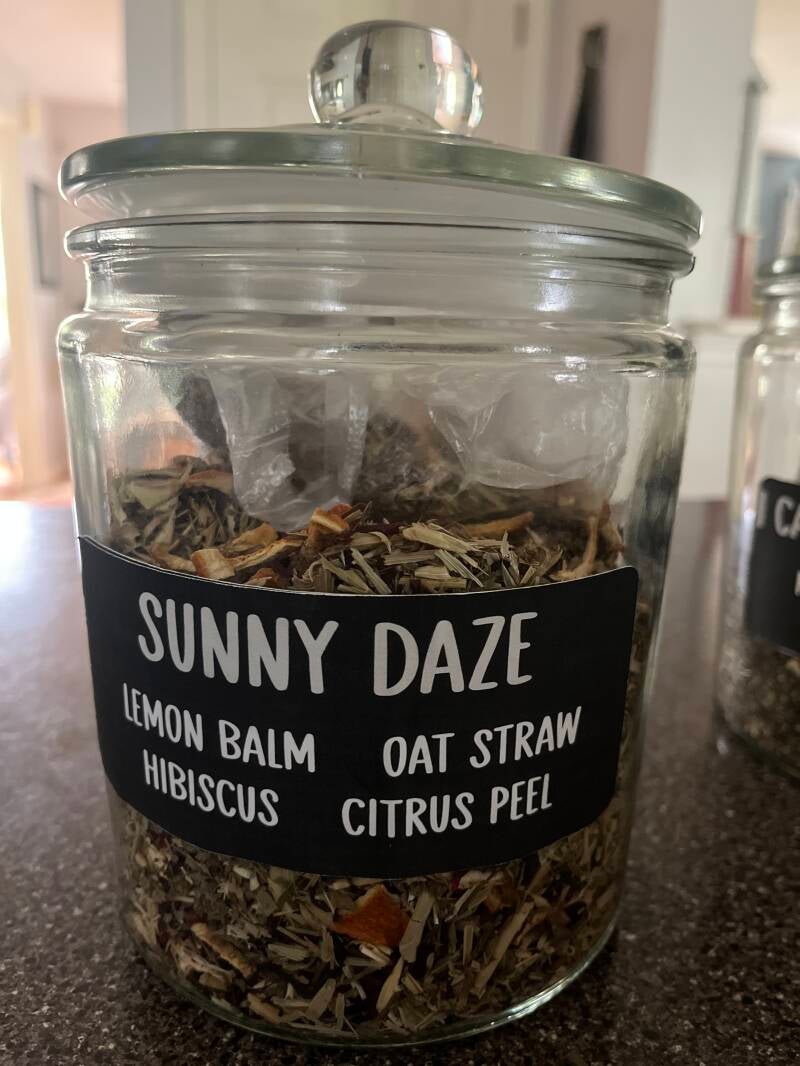 SUNNY DAZE
LEMON BALM OAT STRAW
HIBISCUS CITRUS PEEL